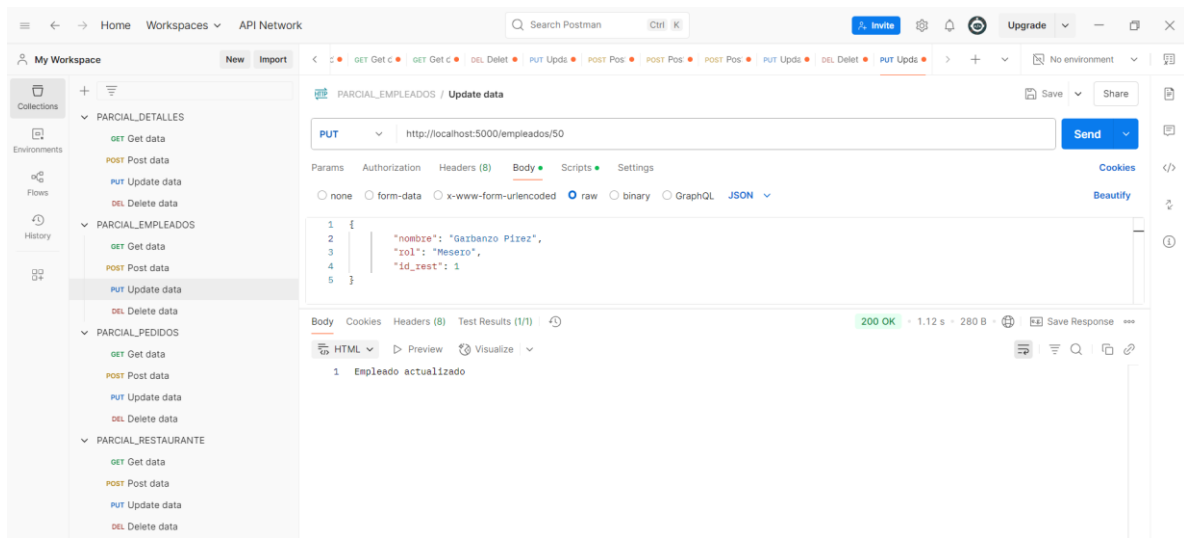 Home Workspaces API Network Search Postman Ctrl K Invite Upgrade
My Workspace New Import GET Get c GET Get c DEL Delet PUT Upda POST Pos POST Pos POST Pos PUT Upda DEL Delet PUT Upda No environment
Collections
Environments
Flows
History
PARCIAL_DETALLES
GET Get data
POST Post data
PUT Update data
DEL Delete data
PARCIAL_EMPLEADOS
GET Get data
POST Post data
PUT Update data
DEL Delete data
PARCIAL_PEDIDOS
GET Get data
POST Post data
PUT Update data
DEL Delete data
PARCIAL_RESTAURANTE
GET Get data
POST Post data
PUT Update data
DEL Delete data
HTTP PARCIAL_EMPLEADOS / Update data Save Share
PUT http://localhost:5000/empleados/50 Send
Params Authorization Headers (8) Body Scripts Settings Cookies
none form-data x-www-form-urlencoded raw binary GraphQL JSON Beautify
1 {
2 "nombre": "Garbanzo Pirez",
3 "rol": "Mesero",
4 "id_rest": 1
5 }
Body Cookies Headers (8) Test Results (1/1) 200 OK 1.12 s 280 B Save Response
HTML Preview Visualize
1 Empleado actualizado